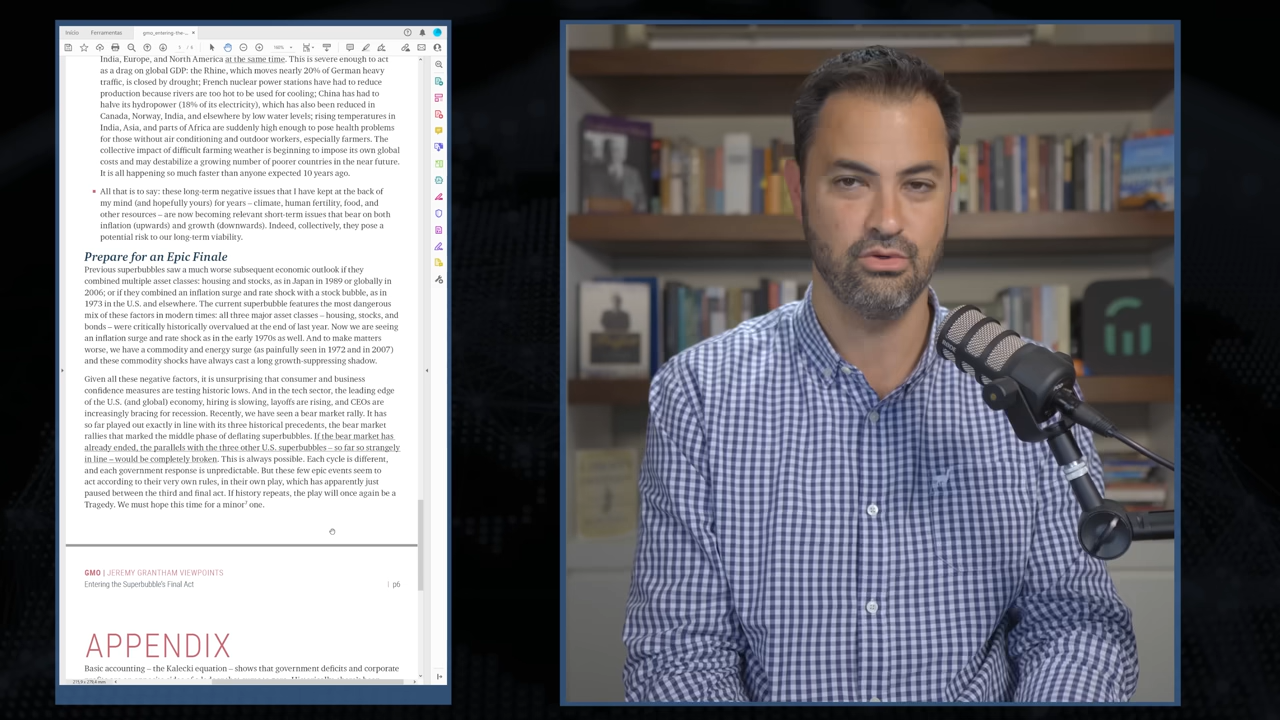 Início Ferramentas gmo_entering-the-... ×
5 / 6 160%
India, Europe, and North America at the same time. This is severe enough to act
as a drag on global GDP: the Rhine, which moves nearly 20% of German heavy
traffic, is closed by drought; French nuclear power stations have had to reduce
production because rivers are too hot to be used for cooling; China has had to
halve its hydropower (18% of its electricity), which has also been reduced in
Canada, Norway, India, and elsewhere by low water levels; rising temperatures in
India, Asia, and parts of Africa are suddenly high enough to pose health problems
for those without air conditioning and outdoor workers, especially farmers. The
collective impact of difficult farming weather is beginning to impose its own global
costs and may destabilize a growing number of poorer countries in the near future.
It is all happening so much faster than anyone expected 10 years ago.
All that is to say: these long-term negative issues that I have kept at the back of
my mind (and hopefully yours) for years – climate, human fertility, food, and
other resources – are now becoming relevant short-term issues that bear on both
inflation (upwards) and growth (downwards). Indeed, collectively, they pose a
potential risk to our long-term viability.
Prepare for an Epic Finale
Previous superbubbles saw a much worse subsequent economic outlook if they
combined multiple asset classes: housing and stocks, as in Japan in 1989 or globally in
2006; or if they combined an inflation surge and rate shock with a stock bubble, as in
1973 in the U.S. and elsewhere. The current superbubble features the most dangerous
mix of these factors in modern times: all three major asset classes – housing, stocks, and
bonds – were critically historically overvalued at the end of last year. Now we are seeing
an inflation surge and rate shock as in the early 1970s as well. And to make matters
worse, we have a commodity and energy surge (as painfully seen in 1972 and in 2007)
and these commodity shocks have always cast a long growth-suppressing shadow.
Given all these negative factors, it is unsurprising that consumer and business
confidence measures are testing historic lows. And in the tech sector, the leading edge
of the U.S. (and global) economy, hiring is slowing, layoffs are rising, and CEOs are
increasingly bracing for recession. Recently, we have seen a bear market rally. It has
so far played out exactly in line with its three historical precedents, the bear market
rallies that marked the middle phase of deflating superbubbles. If the bear market has
already ended, the parallels with the three other U.S. superbubbles – so far so strangely
in line – would be completely broken. This is always possible. Each cycle is different,
and each government response is unpredictable. But these few epic events seem to
act according to their very own rules, in their own play, which has apparently just
paused between the third and final act. If history repeats, the play will once again be a
Tragedy. We must hope this time for a minor⁷ one.
GMO | JEREMY GRANTHAM VIEWPOINTS
Entering the Superbubble's Final Act | p6
APPENDIX
Basic accounting – the Kalecki equation – shows that government deficits and corporate